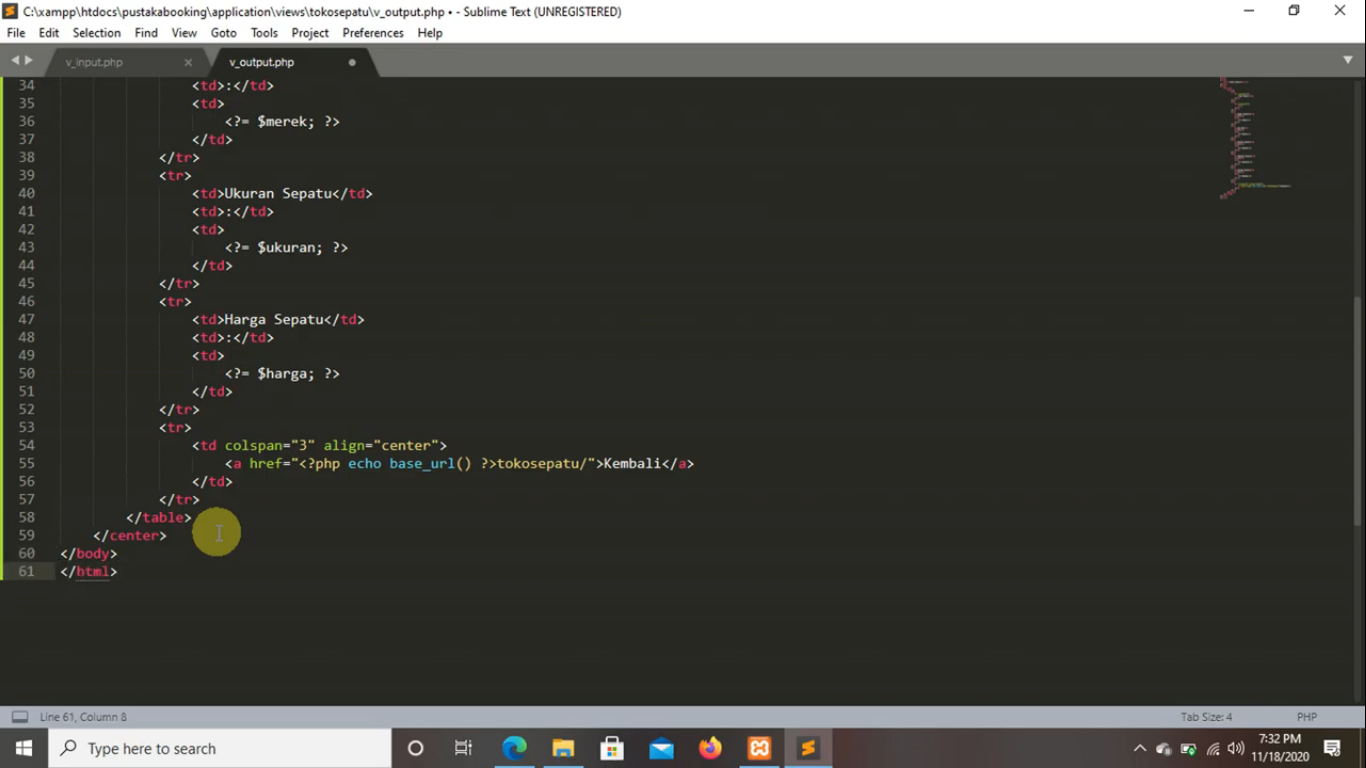 C:\xampp\htdocs\pustakabooking\application\views\tokosepatu\v_output.php • - Sublime Text (UNREGISTERED)
File Edit Selection Find View Goto Tools Project Preferences Help
v_input.php v_output.php
34 <td>:</td>
35 <td>
36 <?= $merek; ?>
37 </td>
38 </tr>
39 <tr>
40 <td>Ukuran Sepatu</td>
41 <td>:</td>
42 <td>
43 <?= $ukuran; ?>
44 </td>
45 </tr>
46 <tr>
47 <td>Harga Sepatu</td>
48 <td>:</td>
49 <td>
50 <?= $harga; ?>
51 </td>
52 </tr>
53 <tr>
54 <td colspan="3" align="center">
55 <a href="<?php echo base_url() ?>tokosepatu/">Kembali</a>
56 </td>
57 </tr>
58 </table>
59 </center>
60 </body>
61 </html>
Line 61, Column 8 Tab Size: 4 PHP
Type here to search
7:32 PM
11/18/2020